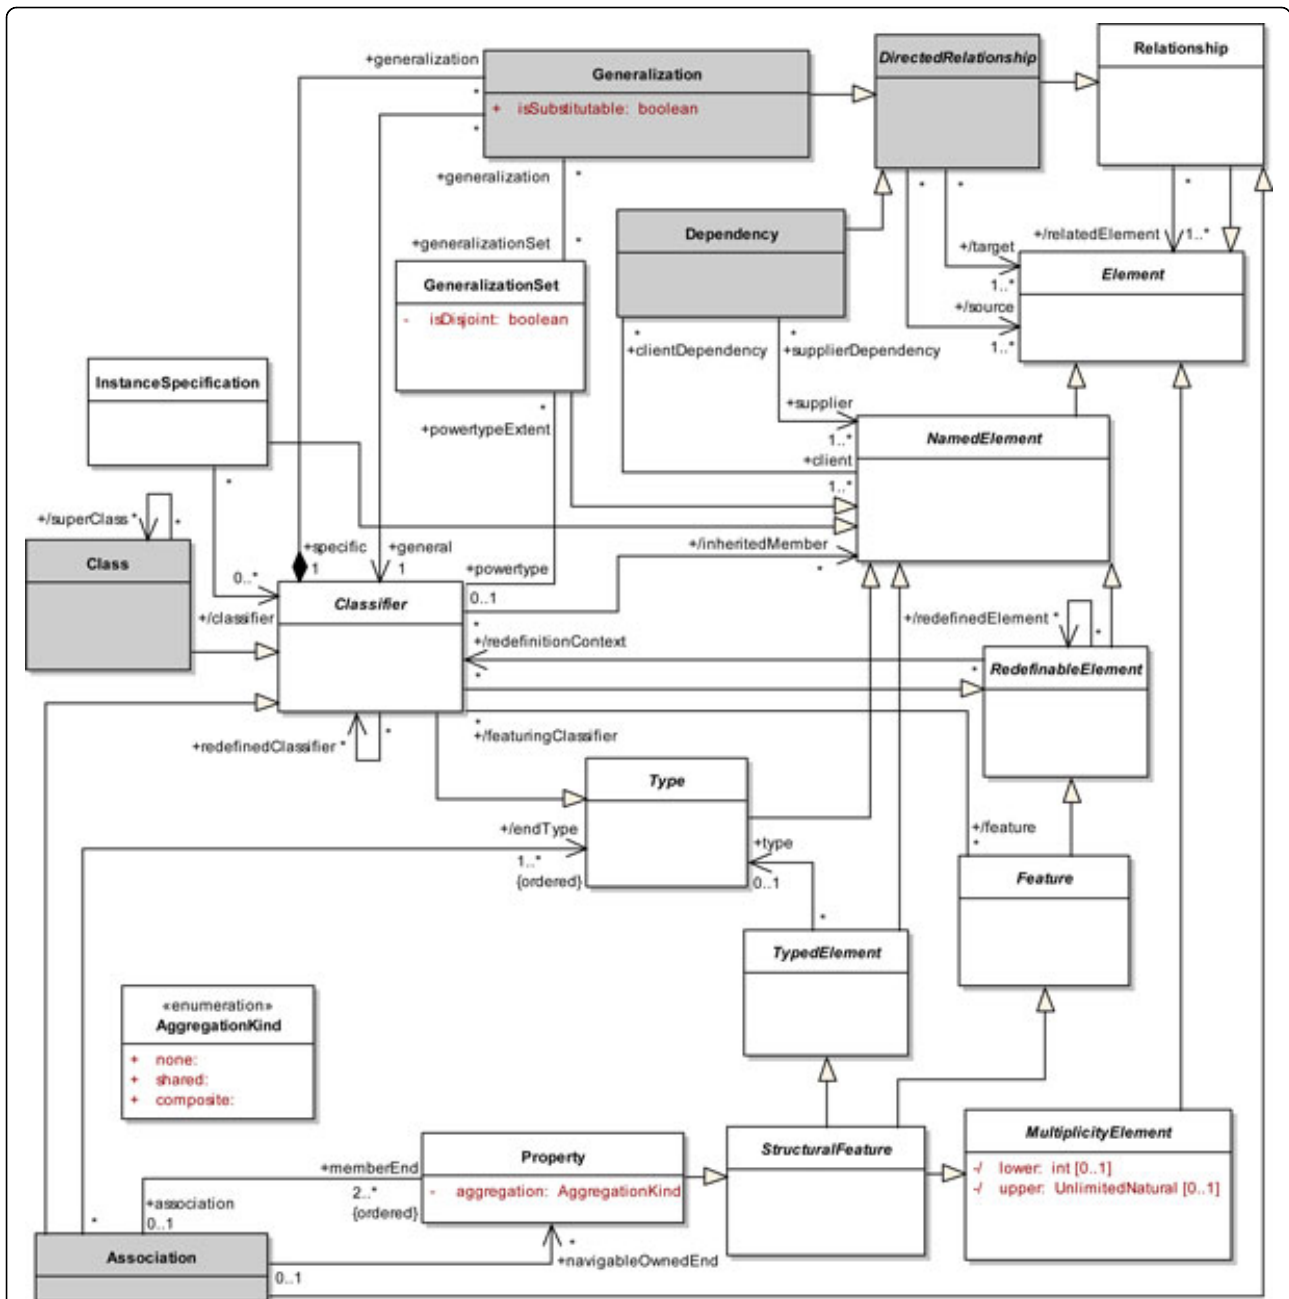 +generalization
*
Generalization
+ isSubstitutable: boolean
*
DirectedRelationship
Relationship
+generalization
*
*
*
*
+generalizationSet
*
Dependency
+/relatedElement
1..*
+/target
1..*
Element
+/source
1..*
GeneralizationSet
- isDisjoint: boolean
*
+clientDependency
*
+supplierDependency
InstanceSpecification
*
+powertypeExtent
+supplier
1..*
NamedElement
+client
1..*
*
+/superClass *
*
Class
+specific
1
+general
1
+powertype
0..1
+/inheritedMember
*
0..*
+/classifier
Classifier
*
+/redefinitionContext
+/redefinedElement *
*
RedefinableElement
*
*
+redefinedClassifier *
*
*
+/featuringClassifier
Type
+/endType
1..*
{ordered}
+type
0..1
+/feature
*
Feature
*
TypedElement
«enumeration»
AggregationKind
+ none:
+ shared:
+ composite:
Property
- aggregation: AggregationKind
StructuralFeature
MultiplicityElement
-/ lower: int [0..1]
-/ upper: UnlimitedNatural [0..1]
+memberEnd
2..*
{ordered}
+association
0..1
*
*
+navigableOwnedEnd
Association
0..1